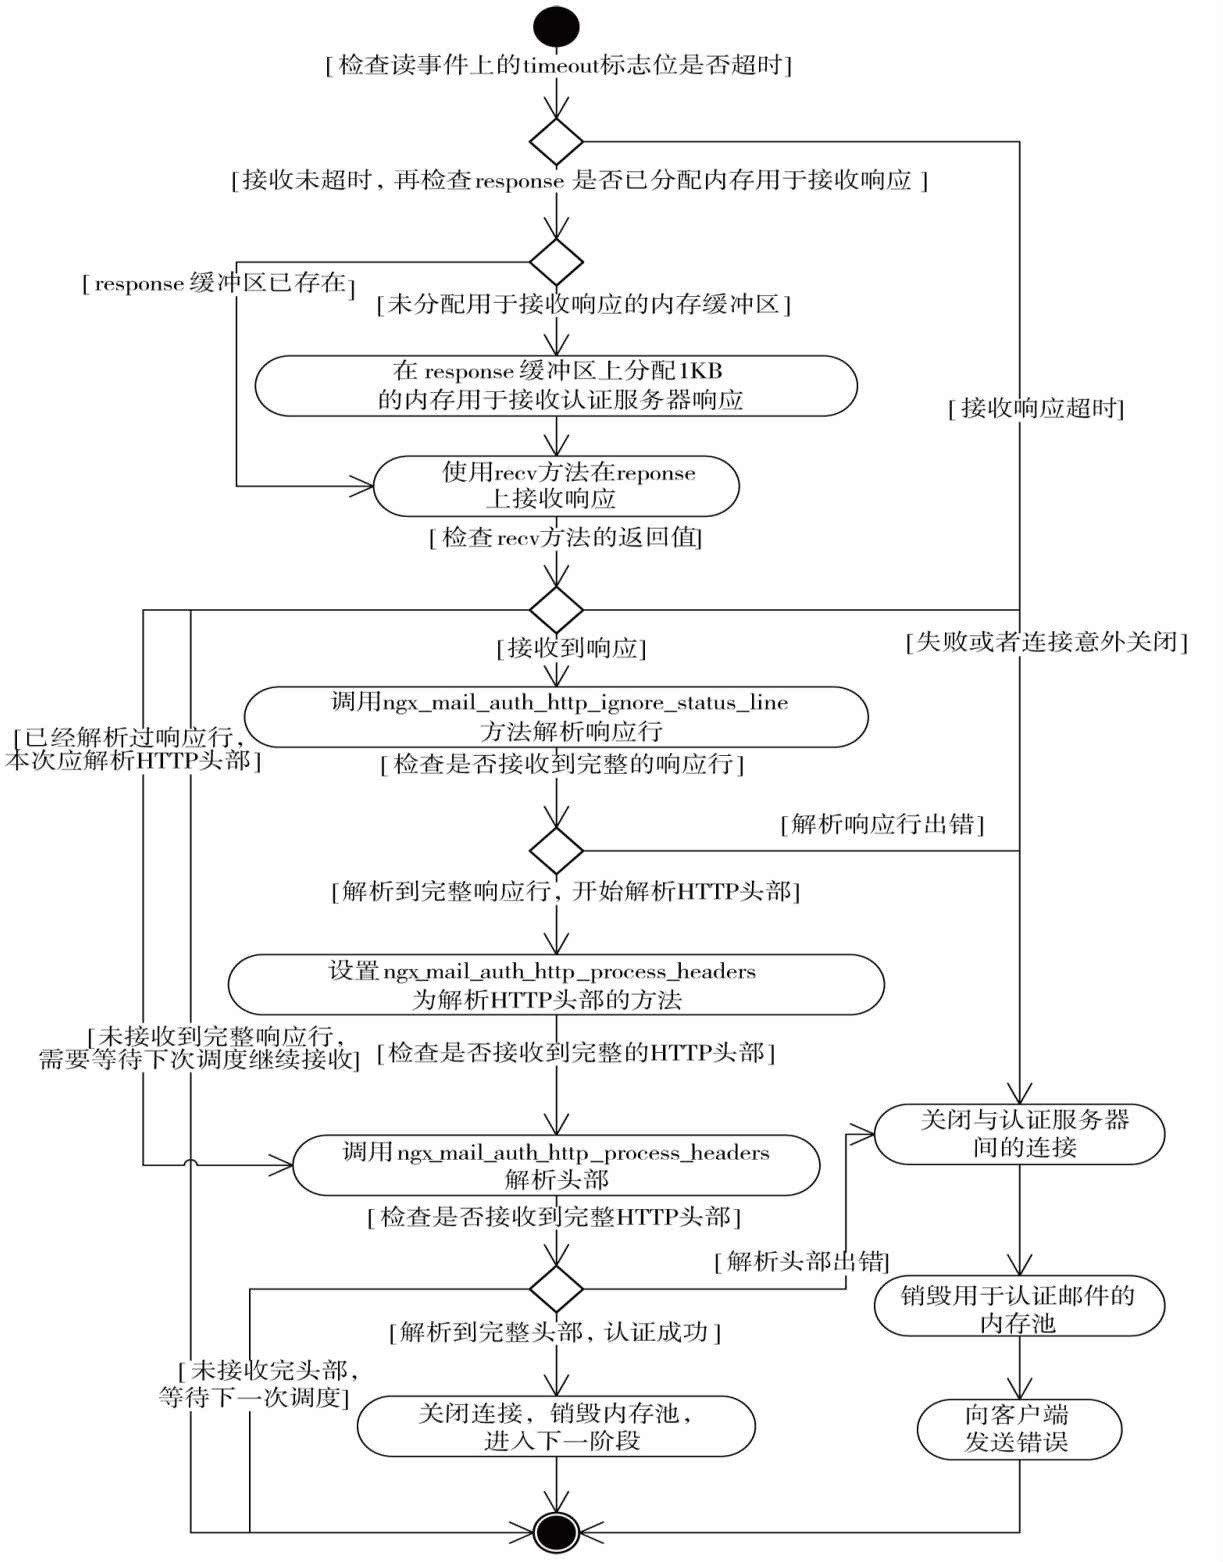 [检查读事件上的timeout标志位是否超时]
[接收未超时, 再检查response 是否已分配内存用于接收响应 ]
[ response 缓冲区已存在]
[未分配用于接收响应的内存缓冲区]
在 response 缓冲区上分配1KB
的内存用于接收认证服务器响应
[ 接收响应超时]
使用recv方法在reponse
上接收响应
[ 检查recv方法的返回值]
[接收到响应]
[失败或者连接意外关闭]
调用ngx_mail_auth_http_ignore_status_line
方法解析响应行
[已经解析过响应行,
本次应解析HTTP头部]
[检查是否接收到完整的响应行]
[解析响应行出错]
[解析到完整响应行, 开始解析HTTP头部]
设置ngx_mail_auth_http_process_headers
为解析HTTP头部的方法
[未接收到完整响应行,
需要等待下次调度继续接收]
[检查是否接收到完整的HTTP头部]
关闭与认证服务器
间的连接
调用ngx_mail_auth_http_process_headers
解析头部
[检查是否接收到完整HTTP头部]
[解析头部出错]
销毁用于认证邮件的
内存池
[解析到完整头部, 认证成功]
[未接收完头部,
等待下一次调度]
关闭连接, 销毁内存池,
进入下一阶段
向客户端
发送错误